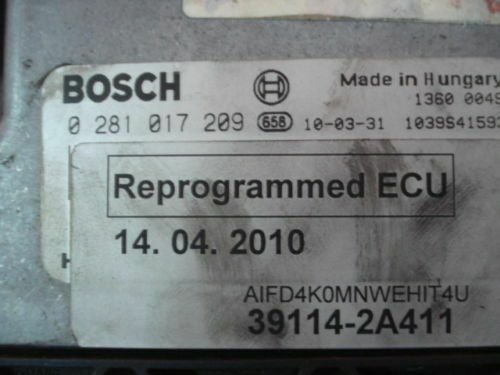 BOSCH
Made in Hungary
1360 0049
0 281 017 209 658 10-03-31 103954159
Reprogrammed ECU
14. 04. 2010
AIFD4K0MNWEHIT4U
39114-2A411